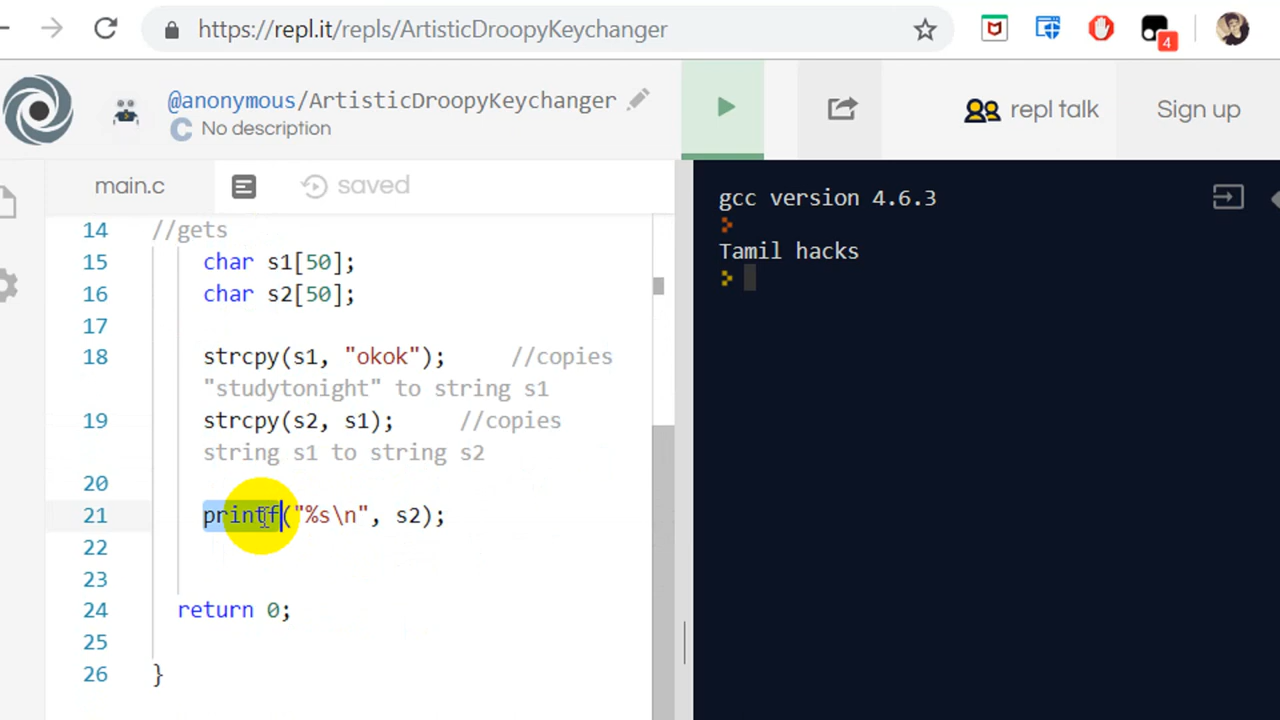 https://repl.it/repls/ArtisticDroopyKeychanger
4
@anonymous/ArtisticDroopyKeychanger
C No description
repl talk
Sign up
main.c
saved
14 //gets
15 char s1[50];
16 char s2[50];
17
18 strcpy(s1, "okok"); //copies
"studytonight" to string s1
19 strcpy(s2, s1); //copies
string s1 to string s2
20
21 printf("%s\n", s2);
22
23
24 return 0;
25
26 }
gcc version 4.6.3
Tamil hacks